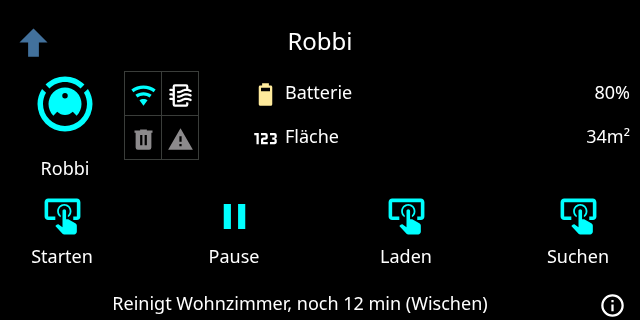 Robbi
Batterie 80%
123 Fläche 34m²
Robbi
Starten Pause Laden Suchen
Reinigt Wohnzimmer, noch 12 min (Wischen)